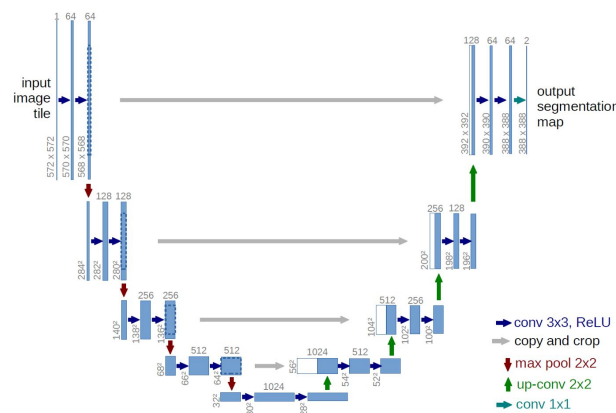 1 64 64
128 64 64 2
input
image
tile
output
segmentation
map
572 x 572
570 x 570
568 x 568
392 x 392
390 x 390
388 x 388
388 x 388
128 128
256 128
284²
282²
280²
200²
198²
196²
256 256
512 256
140²
138²
136²
104²
102²
100²
512 512
1024 512
68²
66²
64²
56²
54²
52²
1024
32²
30²
28²
conv 3x3, ReLU
copy and crop
max pool 2x2
up-conv 2x2
conv 1x1